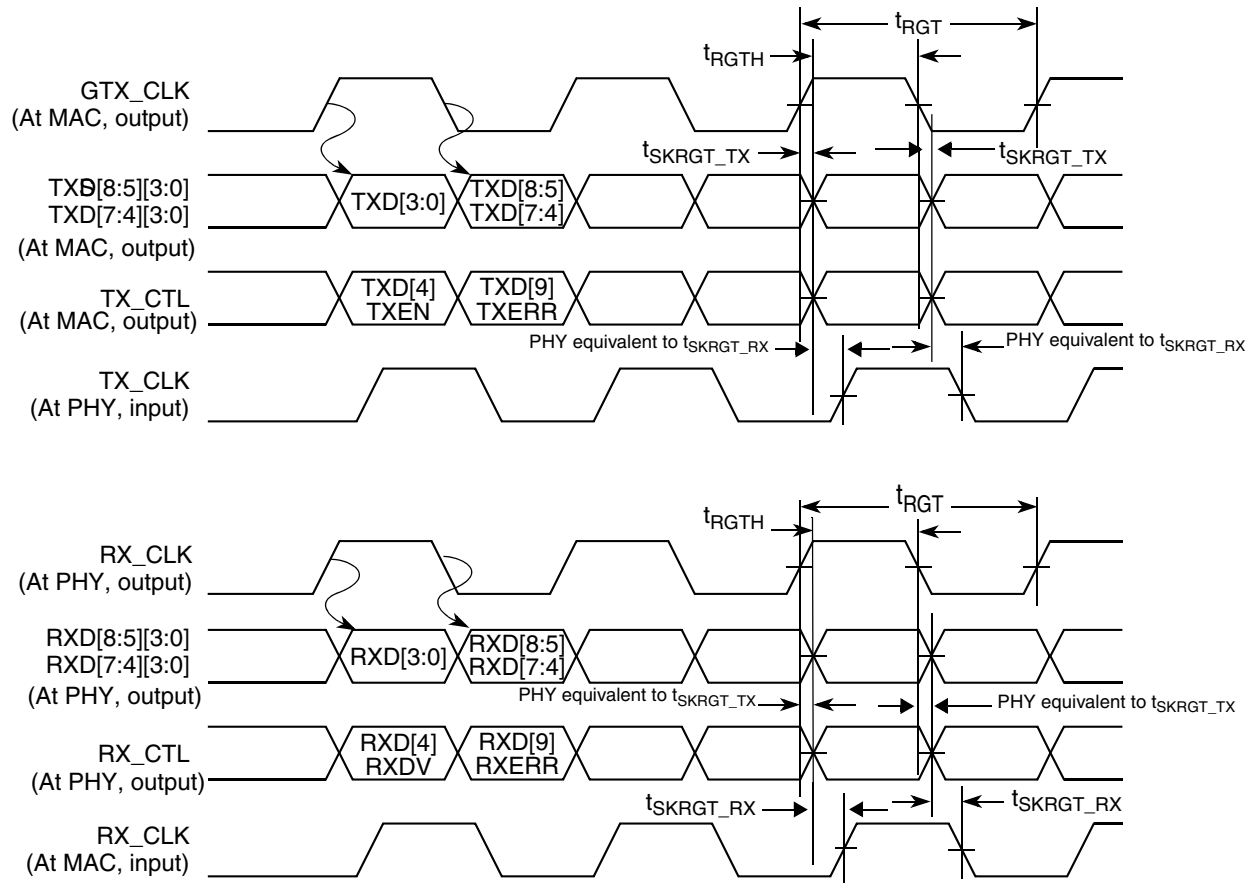 tRGT
tRGTH
GTX_CLK
(At MAC, output)
tSKRGT_TX
tSKRGT_TX
TXD[8:5][3:0]
TXD[7:4][3:0]
(At MAC, output)
TXD[3:0]
TXD[8:5]
TXD[7:4]
TX_CTL
(At MAC, output)
TXD[4]
TXEN
TXD[9]
TXERR
PHY equivalent to tSKRGT_RX
PHY equivalent to tSKRGT_RX
TX_CLK
(At PHY, input)
tRGT
tRGTH
RX_CLK
(At PHY, output)
RXD[8:5][3:0]
RXD[7:4][3:0]
(At PHY, output)
RXD[3:0]
RXD[8:5]
RXD[7:4]
PHY equivalent to tSKRGT_TX
PHY equivalent to tSKRGT_TX
RX_CTL
(At PHY, output)
RXD[4]
RXDV
RXD[9]
RXERR
tSKRGT_RX
tSKRGT_RX
RX_CLK
(At MAC, input)